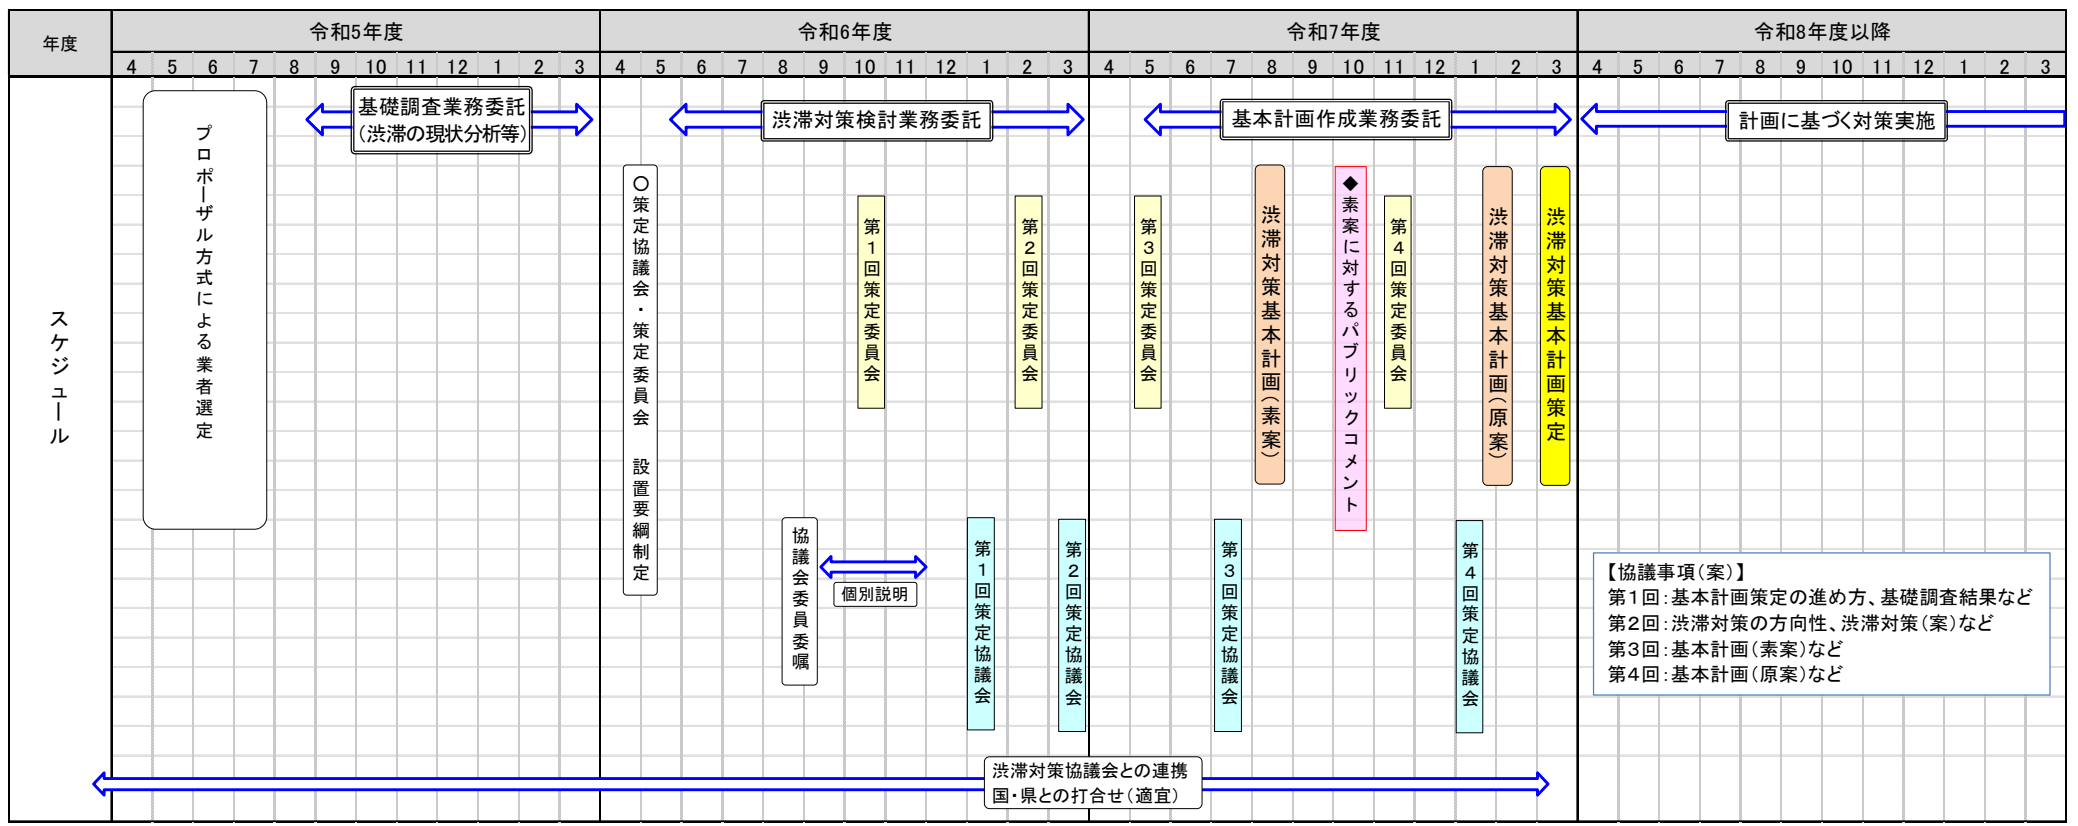 年度
令和5年度
令和6年度
令和7年度
令和8年度以降
4 5 6 7 8 9 10 11 12 1 2 3 4 5 6 7 8 9 10 11 12 1 2 3 4 5 6 7 8 9 10 11 12 1 2 3 4 5 6 7 8 9 10 11 12 1 2 3
スケジュール
プロポーザル方式による業者選定
基礎調査業務委託
(渋滞の現状分析等)
渋滞対策検討業務委託
基本計画作成業務委託
計画に基づく対策実施
〇策定協議会・策定委員会 設置要綱制定
第1回策定委員会
第2回策定委員会
第3回策定委員会
渋滞対策基本計画(素案)
◆素案に対するパブリックコメント
第4回策定委員会
渋滞対策基本計画(原案)
渋滞対策基本計画策定
協議会委員委嘱
個別説明
第1回策定協議会
第2回策定協議会
第3回策定協議会
第4回策定協議会
【協議事項(案)】
第1回:基本計画策定の進め方、基礎調査結果など
第2回:渋滞対策の方向性、渋滞対策(案)など
第3回:基本計画(素案)など
第4回:基本計画(原案)など
渋滞対策協議会との連携
国・県との打合せ(適宜)